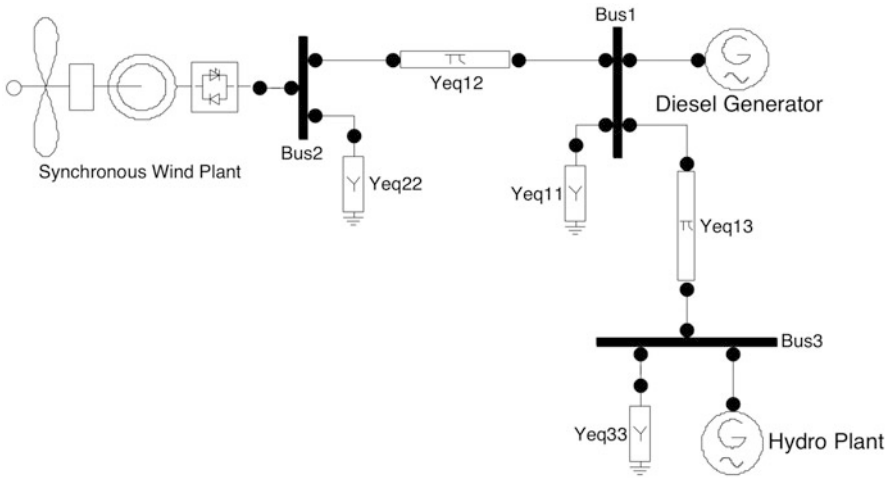 Bus1
Yeq12
Diesel Generator
Bus2
Synchronous Wind Plant
Yeq22
Yeq11
Yeq13
Bus3
Yeq33
Hydro Plant